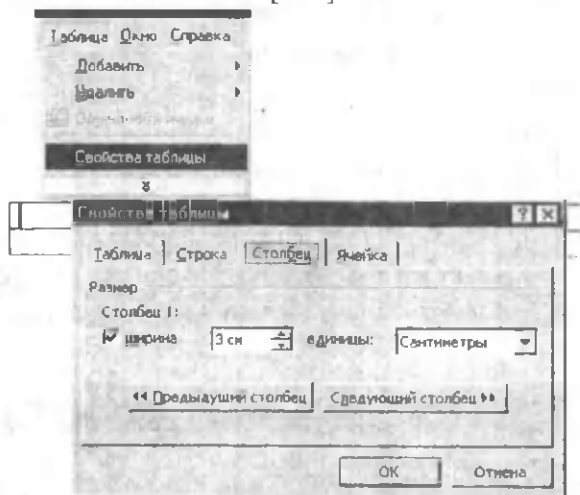 Таблица Окно Справка
Добавить
Удалить
Свойства таблицы
Свойства таблицы
Таблица Строка Столбец Ячейка
Размер
Столбец 1:
ширина 3 см единицы: Сантиметры
Предыдущий столбец Следующий столбец
ОК Отмена